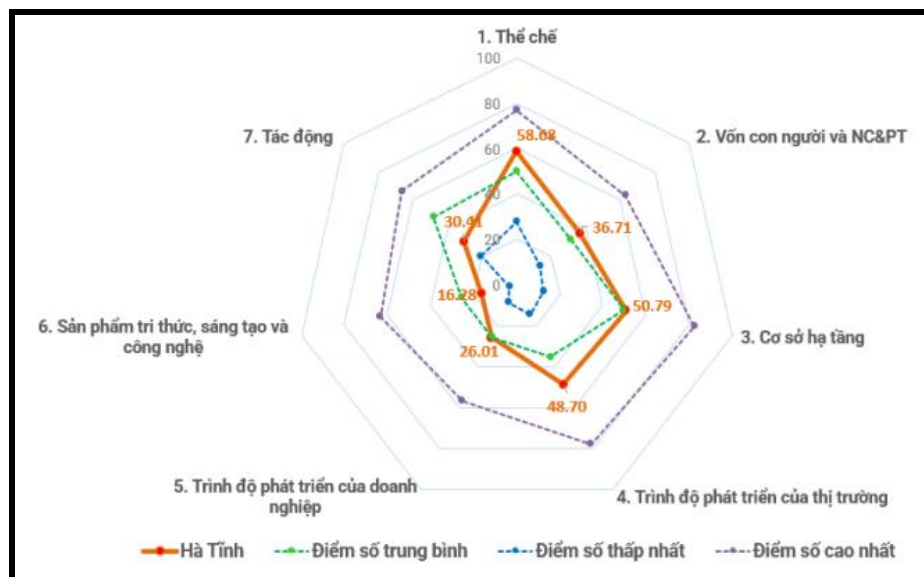 1. Thể chế
100
80
60
40
20
0
58.68
7. Tác động
2. Vốn con người và NC&PT
30.41
36.71
16.28
50.79
6. Sản phẩm tri thức, sáng tạo và
công nghệ
3. Cơ sở hạ tầng
26.01
48.70
5. Trình độ phát triển của doanh
nghiệp
4. Trình độ phát triển của thị trường
Hà Tĩnh
Điểm số trung bình
Điểm số thấp nhất
Điểm số cao nhất